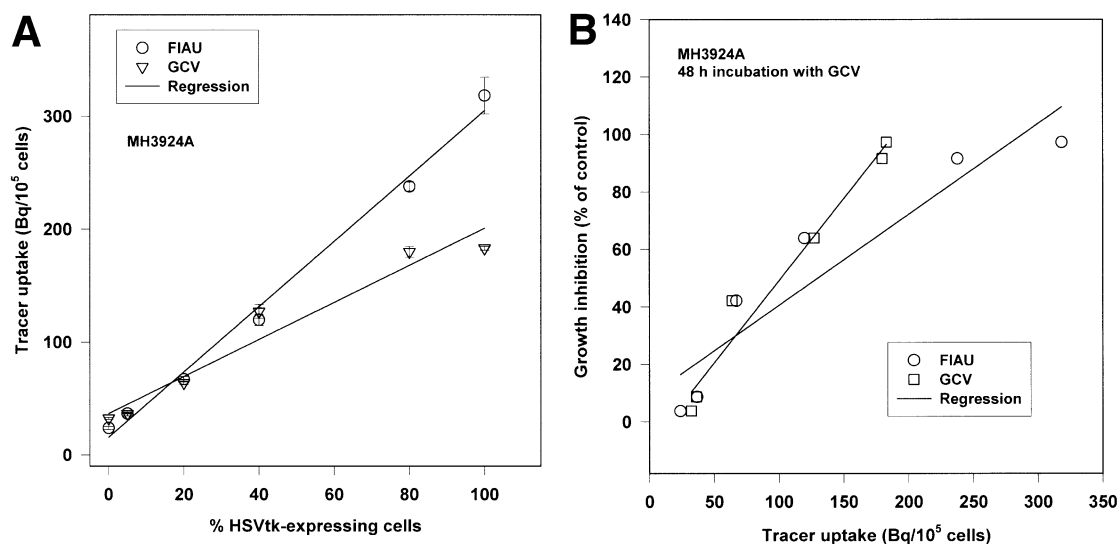 A
FIAU
GCV
Regression
MH3924A
Tracer uptake (Bq/10⁵ cells)
300
200
100
0
0 20 40 60 80 100
% HSVtk-expressing cells
B
MH3924A
48 h incubation with GCV
Growth inhibition (% of control)
140
120
100
80
60
40
20
0
FIAU
GCV
Regression
0 50 100 150 200 250 300 350
Tracer uptake (Bq/10⁵ cells)